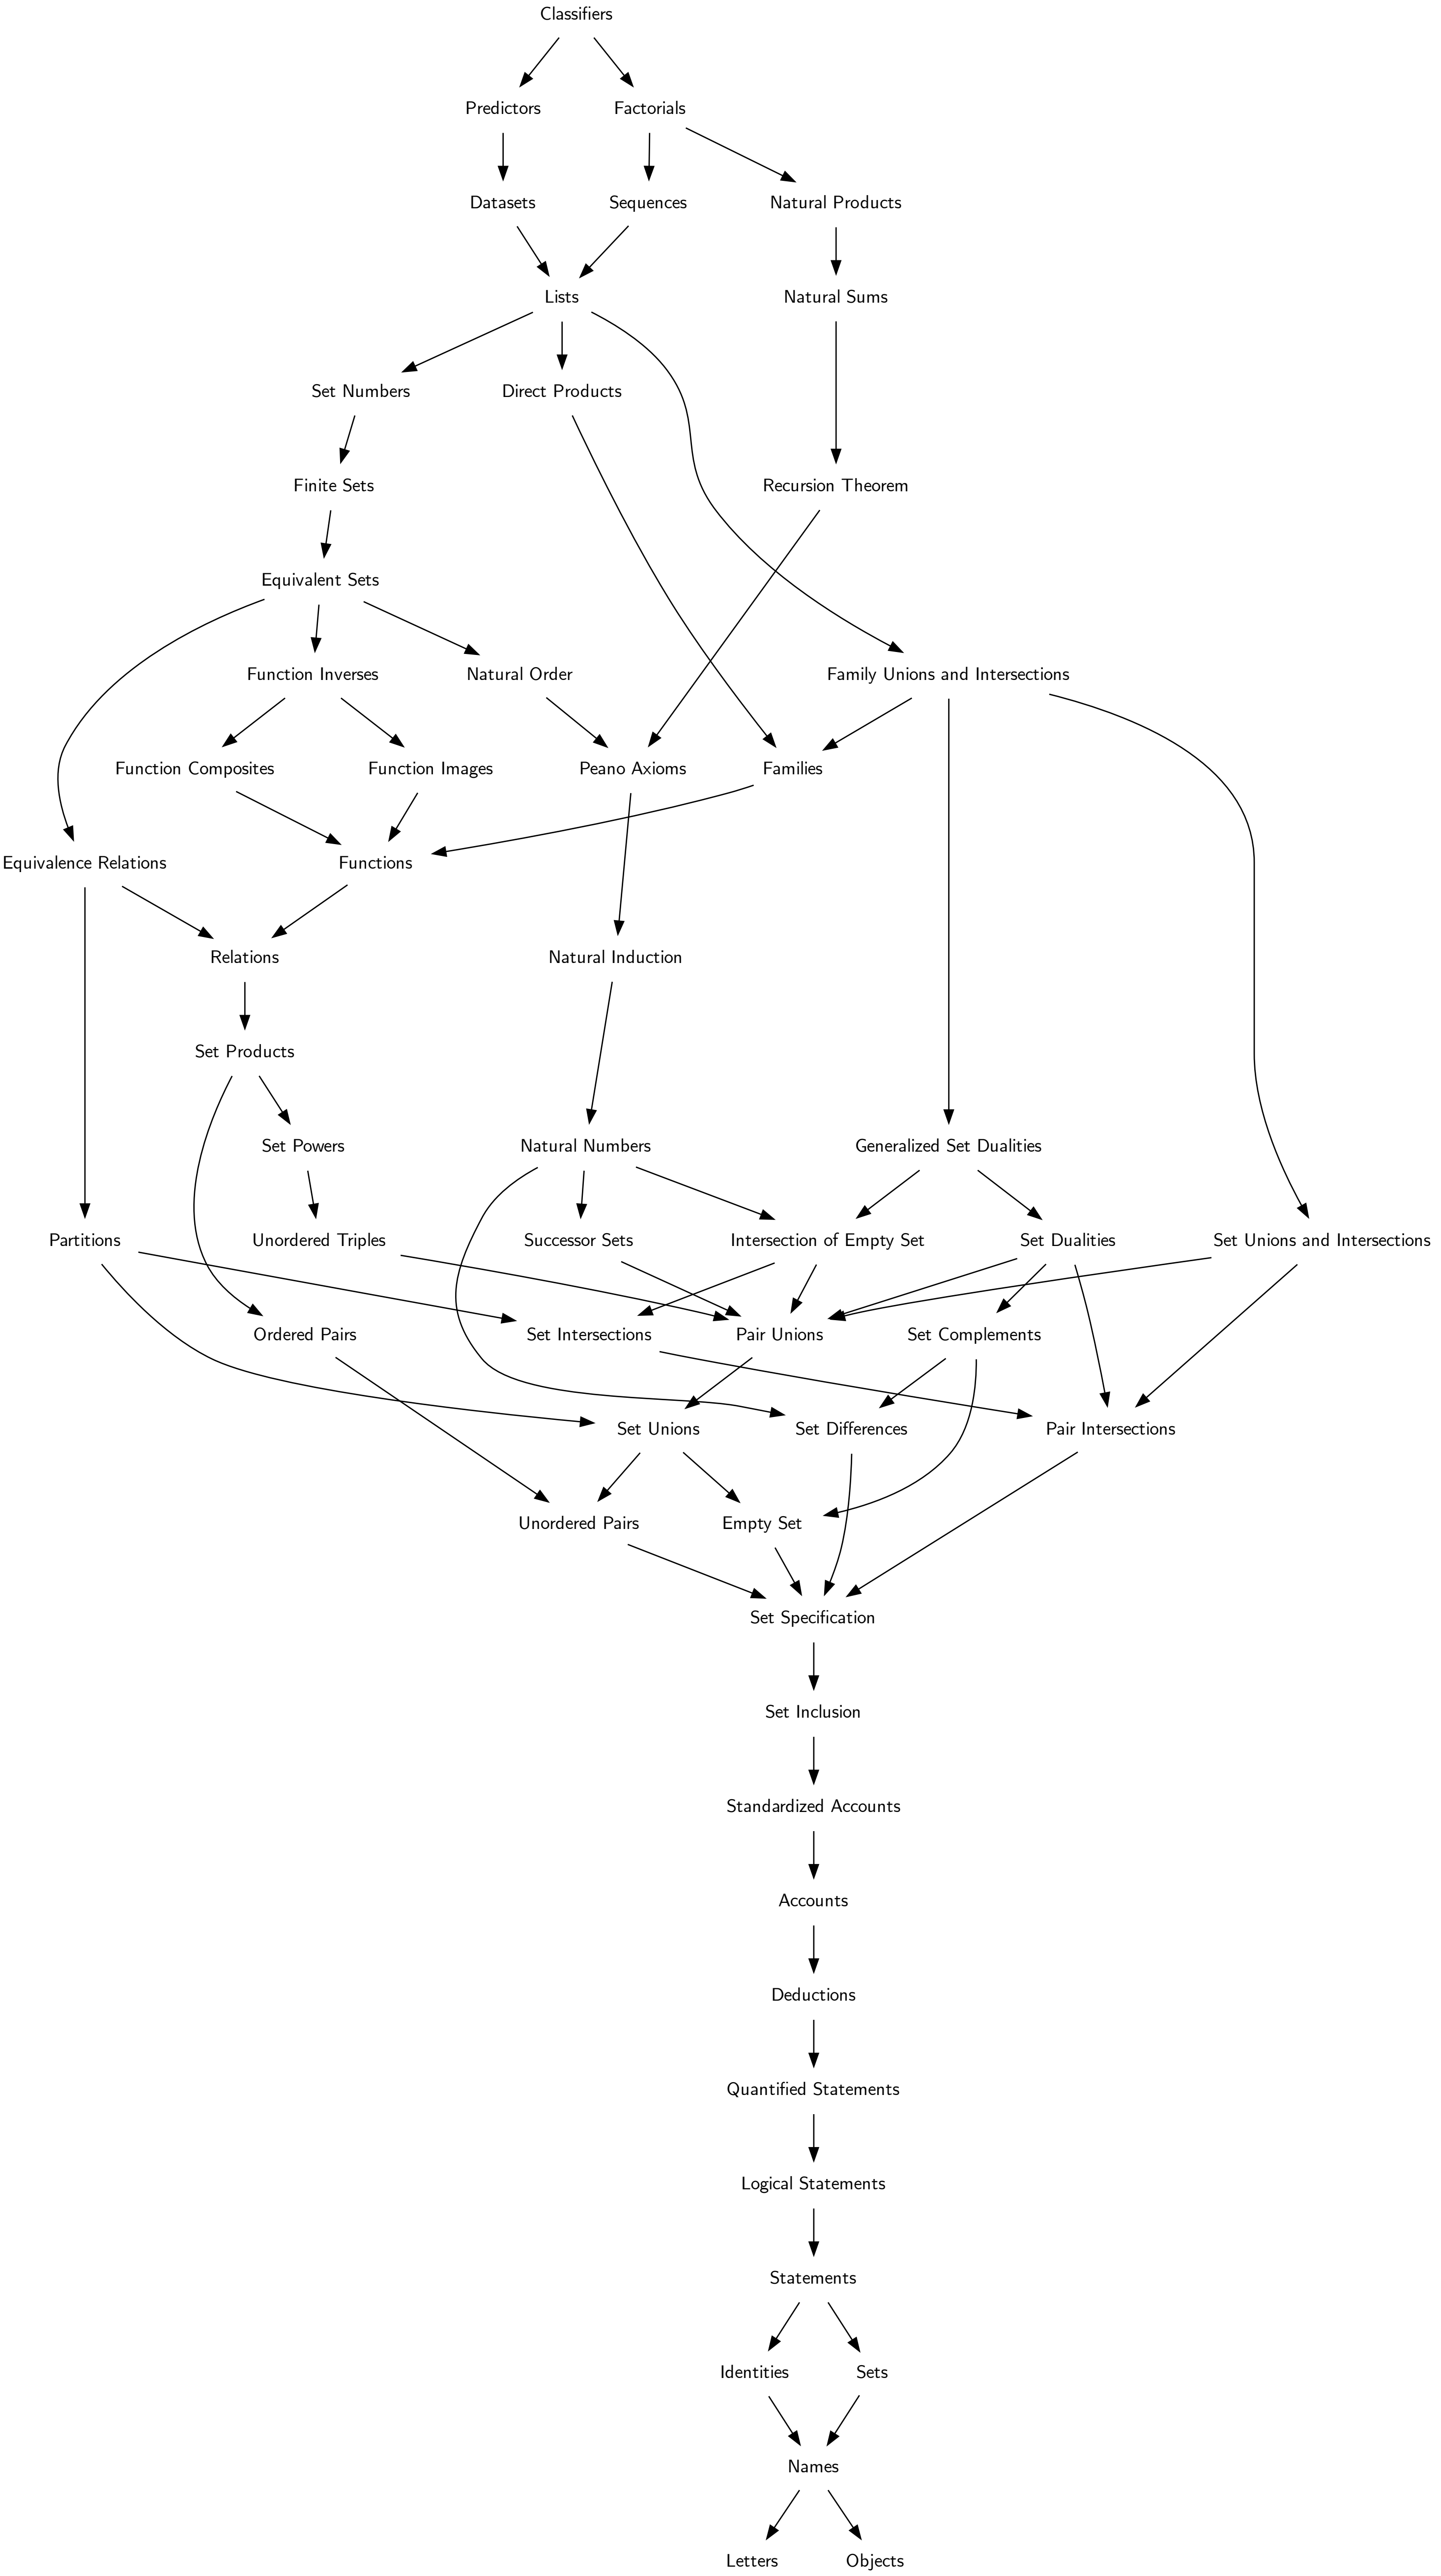 Classifiers
Predictors
Factorials
Datasets
Sequences
Natural Products
Lists
Natural Sums
Set Numbers
Direct Products
Finite Sets
Recursion Theorem
Equivalent Sets
Function Inverses
Natural Order
Family Unions and Intersections
Function Composites
Function Images
Peano Axioms
Families
Equivalence Relations
Functions
Relations
Natural Induction
Set Products
Set Powers
Natural Numbers
Generalized Set Dualities
Partitions
Unordered Triples
Successor Sets
Intersection of Empty Set
Set Dualities
Set Unions and Intersections
Ordered Pairs
Set Intersections
Pair Unions
Set Complements
Set Unions
Set Differences
Pair Intersections
Unordered Pairs
Empty Set
Set Specification
Set Inclusion
Standardized Accounts
Accounts
Deductions
Quantified Statements
Logical Statements
Statements
Identities
Sets
Names
Letters
Objects